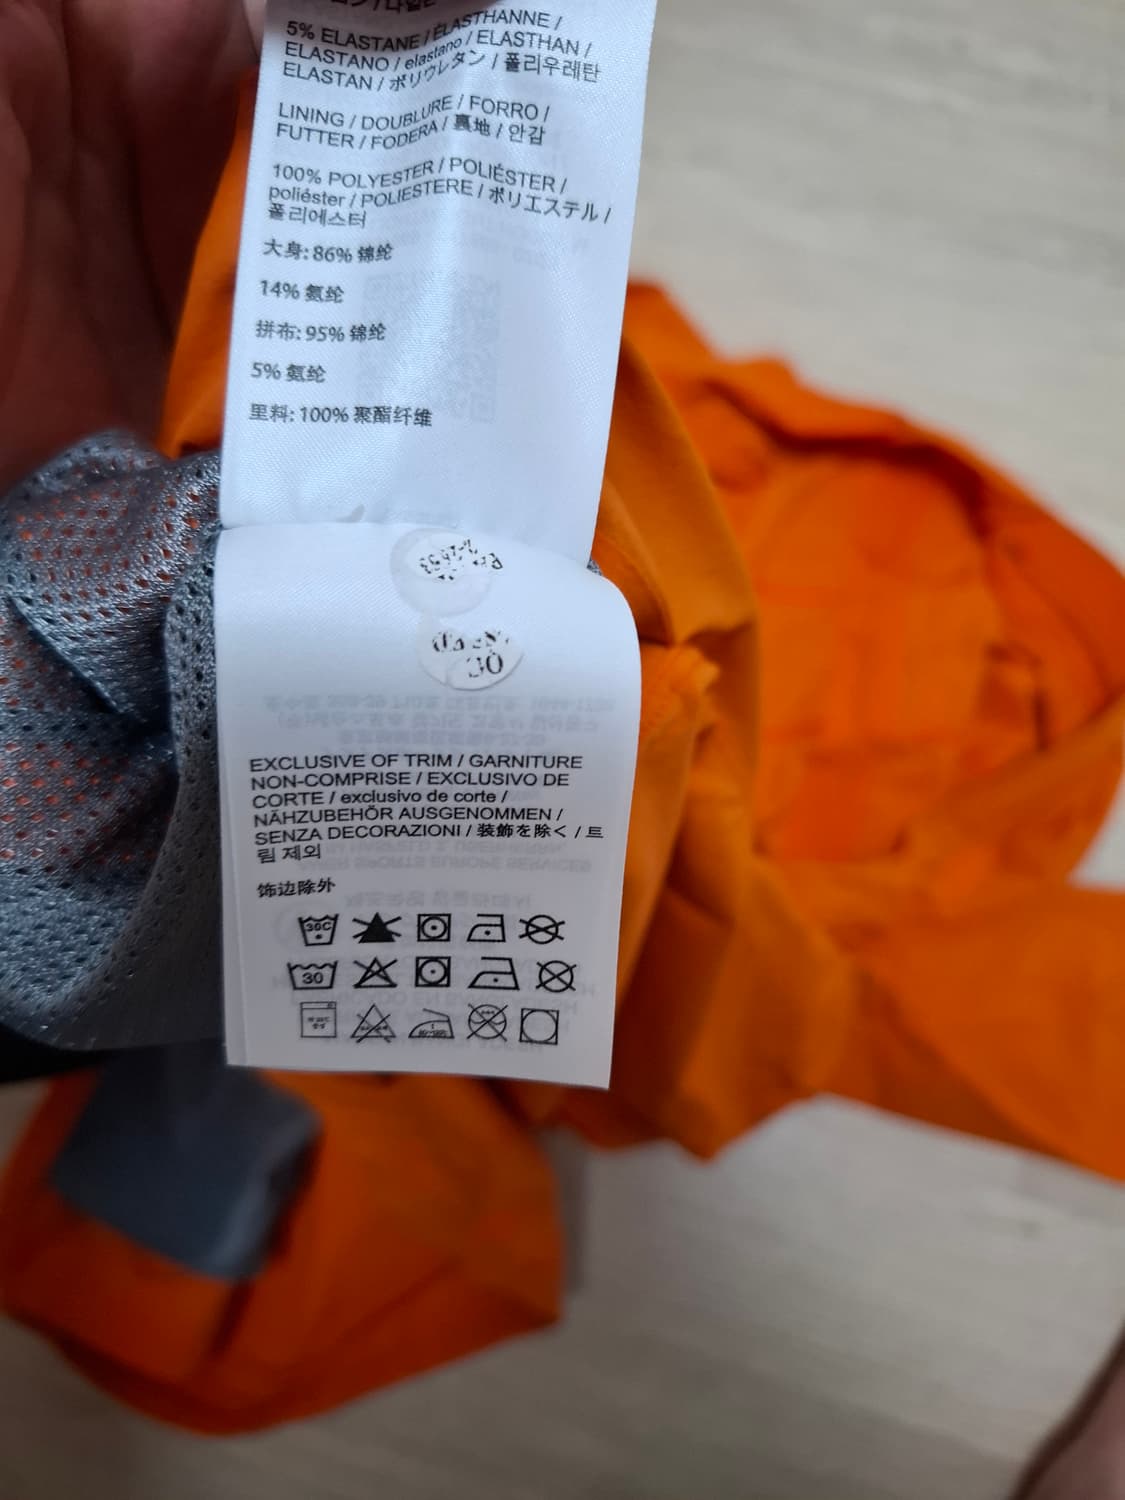 5% ELASTANE / ÉLASTHANNE /
ELASTANO / elastano / ELASTHAN /
ELASTAN / ポリウレタン / 폴리우레탄
LINING / DOUBLURE / FORRO /
FUTTER / FODERA / 裏地 / 안감
100% POLYESTER / POLIÉSTER /
poliéster / POLIESTERE / ポリエステル /
폴리에스터
大身: 86% 锦纶
14% 氨纶
拼布: 95% 锦纶
5% 氨纶
里料: 100% 聚酯纤维
EXCLUSIVE OF TRIM / GARNITURE
NON-COMPRISE / EXCLUSIVO DE
CORTE / exclusivo de corte /
NÄHZUBEHÖR AUSGENOMMEN /
SENZA DECORAZIONI / 装飾を除く / 트
림 제외
饰边除外
30C
30